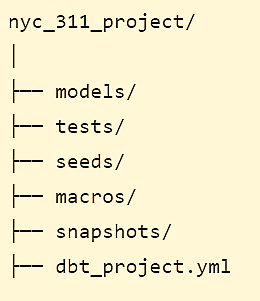 nyc_311_project/
│
├── models/
├── tests/
├── seeds/
├── macros/
├── snapshots/
├── dbt_project.yml